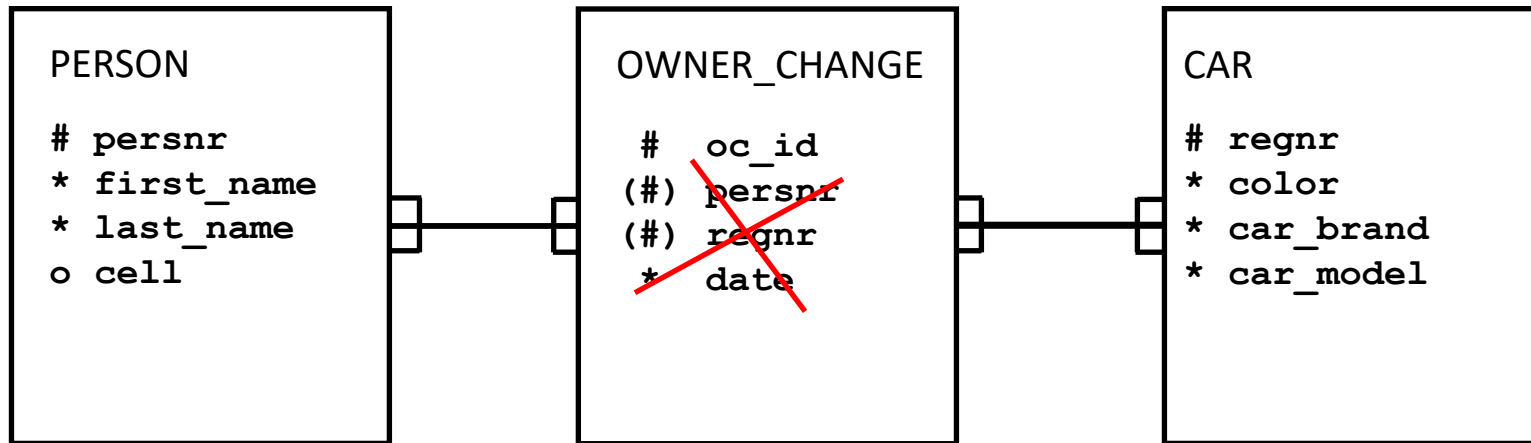 PERSON
# persnr
* first_name
* last_name
o cell
OWNER_CHANGE
# oc_id
(#) persnr
(#) regnr
* date
CAR
# regnr
* color
* car_brand
* car_model